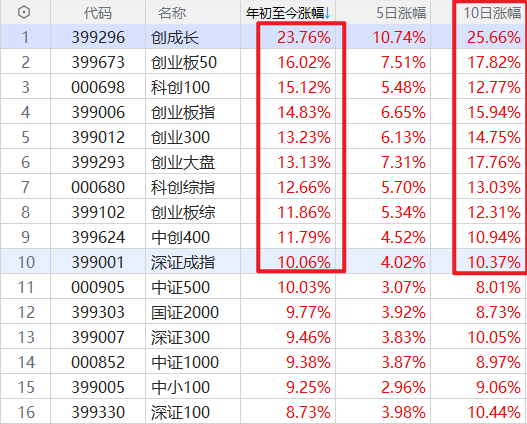 代码 名称 年初至今涨幅↓ 5日涨幅 10日涨幅
1 399296 创成长 23.76% 10.74% 25.66%
2 399673 创业板50 16.02% 7.51% 17.82%
3 000698 科创100 15.12% 5.48% 12.77%
4 399006 创业板指 14.83% 6.65% 15.94%
5 399012 创业300 13.23% 6.13% 14.75%
6 399293 创业大盘 13.13% 7.31% 17.76%
7 000680 科创综指 12.66% 5.70% 13.03%
8 399102 创业板综 11.86% 5.34% 12.31%
9 399624 中创400 11.79% 4.52% 10.94%
10 399001 深证成指 10.06% 4.02% 10.37%
11 000905 中证500 10.03% 3.07% 8.01%
12 399303 国证2000 9.77% 3.92% 8.73%
13 399007 深证300 9.46% 3.83% 10.05%
14 000852 中证1000 9.38% 3.87% 8.97%
15 399005 中小100 9.25% 2.96% 9.06%
16 399330 深证100 8.73% 3.98% 10.44%